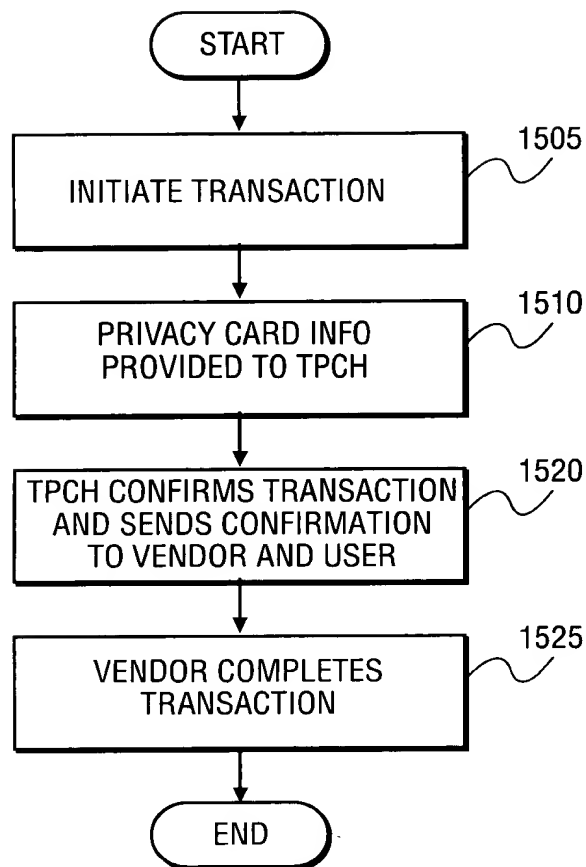 START
1505
INITIATE TRANSACTION
1510
PRIVACY CARD INFO
PROVIDED TO TPCH
1520
TPCH CONFIRMS TRANSACTION
AND SENDS CONFIRMATION
TO VENDOR AND USER
1525
VENDOR COMPLETES
TRANSACTION
END